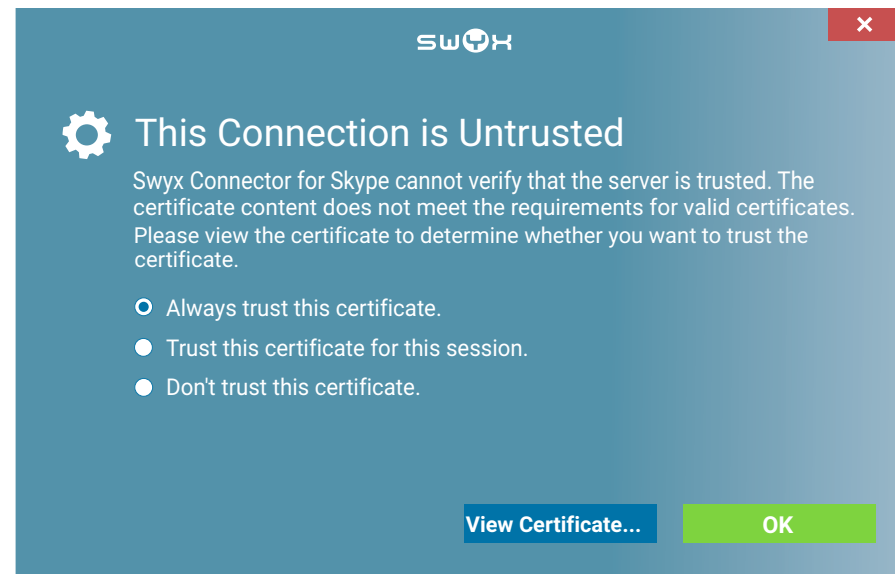 swyx
This Connection is Untrusted
Swyx Connector for Skype cannot verify that the server is trusted. The
certificate content does not meet the requirements for valid certificates.
Please view the certificate to determine whether you want to trust the
certificate.
Always trust this certificate.
Trust this certificate for this session.
Don't trust this certificate.
View Certificate...
OK